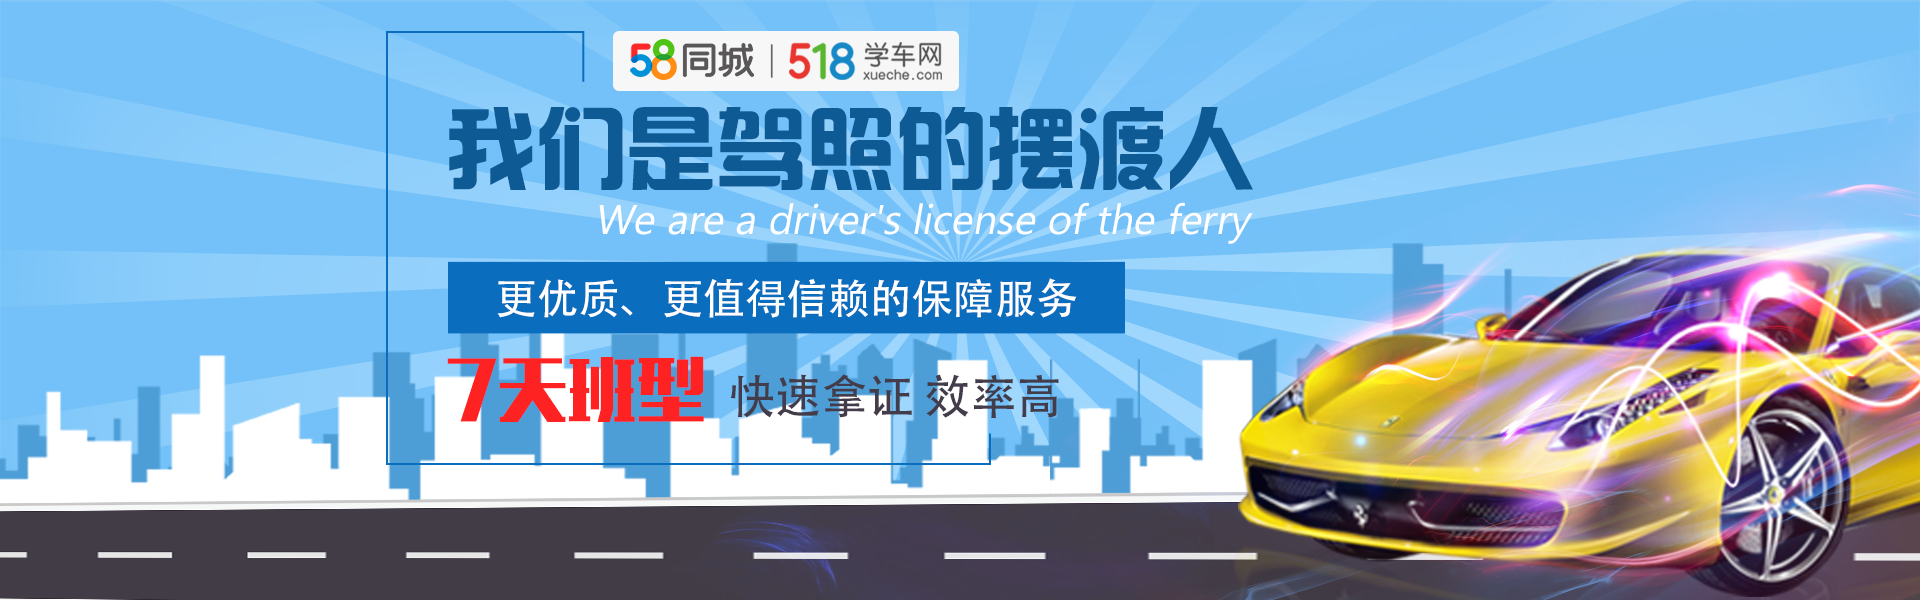 58同城 | 518 学车网
xueche.com
我们是驾照的摆渡人
We are a driver's license of the ferry
更优质、更值得信赖的保障服务
7天班型 快速拿证 效率高